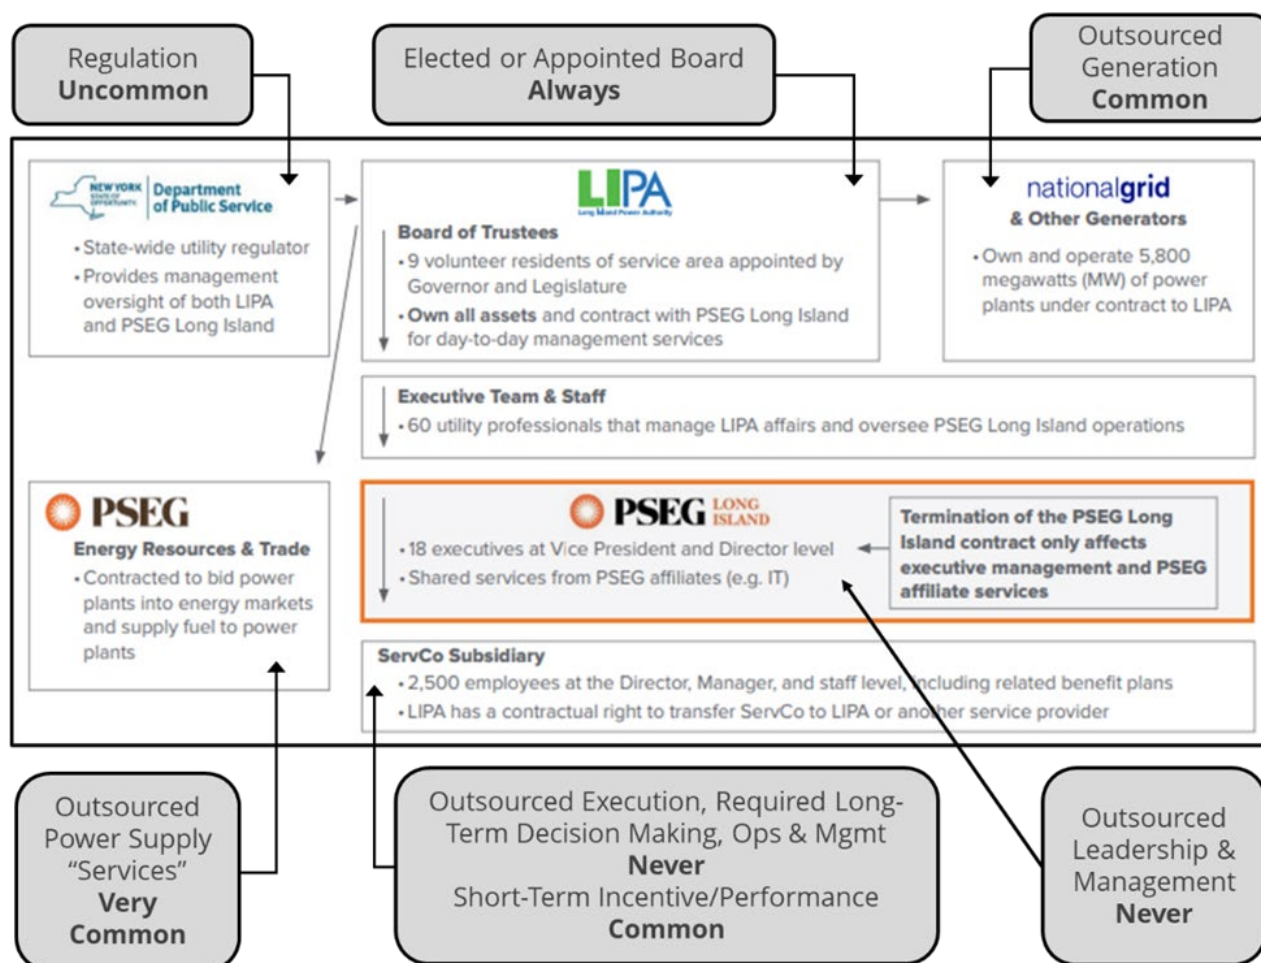 Regulation
Uncommon
Elected or Appointed Board
Always
Outsourced
Generation
Common
NEW YORK
STATE OF
OPPORTUNITY.
Department
of Public Service
• State-wide utility regulator
• Provides management
oversight of both LIPA
and PSEG Long Island
LIPA
Long Island Power Authority
Board of Trustees
• 9 volunteer residents of service area appointed by
Governor and Legislature
• Own all assets and contract with PSEG Long Island
for day-to-day management services
nationalgrid
& Other Generators
• Own and operate 5,800
megawatts (MW) of power
plants under contract to LIPA
Executive Team & Staff
• 60 utility professionals that manage LIPA affairs and oversee PSEG Long Island operations
PSEG
Energy Resources & Trade
• Contracted to bid power
plants into energy markets
and supply fuel to power
plants
PSEG LONG
ISLAND
• 18 executives at Vice President and Director level
• Shared services from PSEG affiliates (e.g. IT)
Termination of the PSEG Long
Island contract only affects
executive management and PSEG
affiliate services
ServCo Subsidiary
• 2,500 employees at the Director, Manager, and staff level, including related benefit plans
• LIPA has a contractual right to transfer ServCo to LIPA or another service provider
Outsourced
Power Supply
“Services”
Very
Common
Outsourced Execution, Required Long-
Term Decision Making, Ops & Mgmt
Never
Short-Term Incentive/Performance
Common
Outsourced
Leadership &
Management
Never